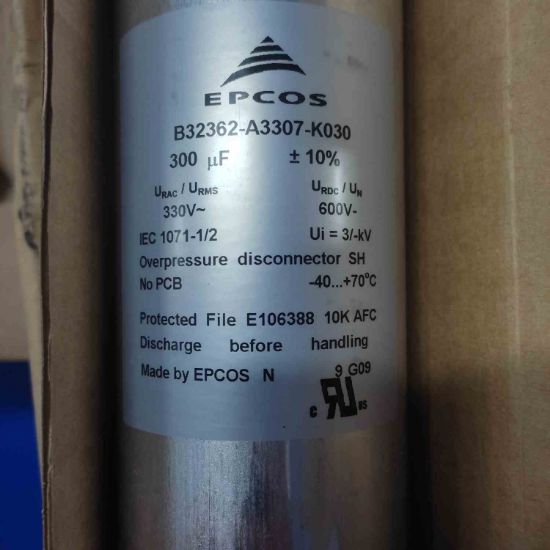 EPCOS
B32362-A3307-K030
300 µF ± 10%
URAC / URMS URDC / UN
330V~ 600V-
IEC 1071-1/2 Ui = 3/-kV
Overpressure disconnector SH
No PCB -40...+70°C
Protected File E106388 10K AFC
Discharge before handling
Made by EPCOS N 9 G09
c RU us